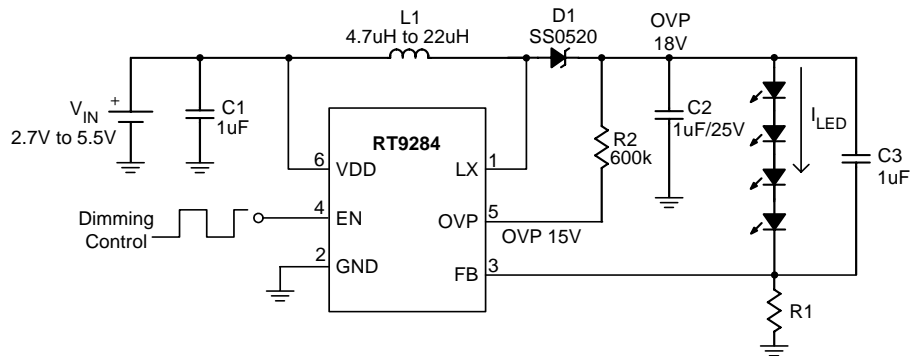 L1
4.7uH to 22uH
D1
SS0520
OVP
18V
V_IN
+
2.7V to 5.5V
C1
1uF
RT9284
6
VDD
LX
1
R2
600k
C2
1uF/25V
I_LED
C3
1uF
Dimming
Control
4
EN
OVP
5
OVP 15V
2
GND
FB
3
R1